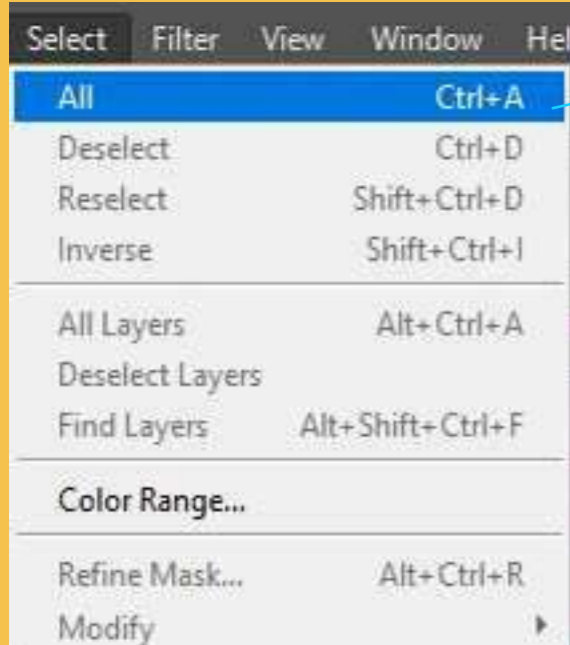 Select Filter View Window Hel
All Ctrl+A
Deselect Ctrl+D
Reselect Shift+Ctrl+D
Inverse Shift+Ctrl+I
All Layers Alt+Ctrl+A
Deselect Layers
Find Layers Alt+Shift+Ctrl+F
Color Range...
Refine Mask... Alt+Ctrl+R
Modify